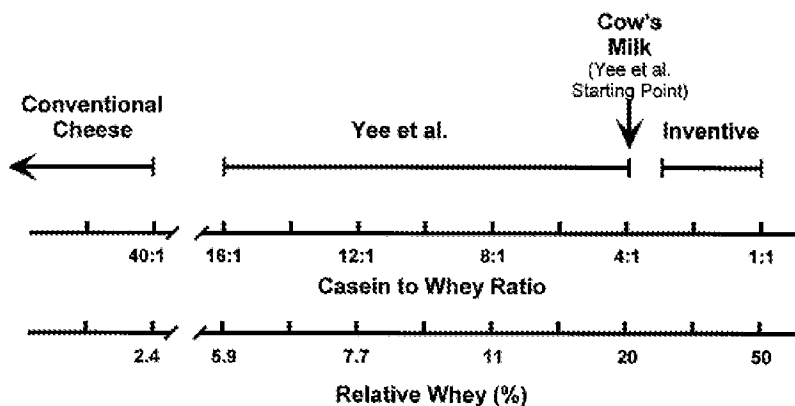 Cow's
Milk
(Yee et al.
Starting Point)
Conventional
Cheese
Yee et al.
Inventive
40:1 16:1 12:1 8:1 4:1 1:1
Casein to Whey Ratio
2.4 5.9 7.7 11 20 50
Relative Whey (%)